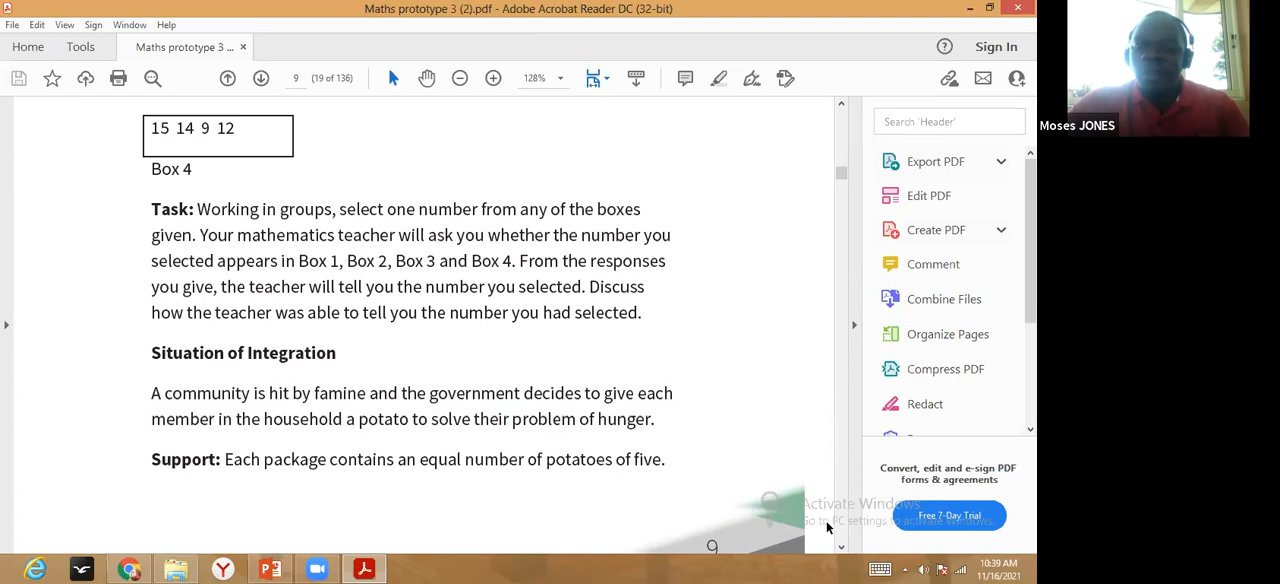 Maths prototype 3 (2).pdf - Adobe Acrobat Reader DC (32-bit)
File Edit View Sign Window Help
Home Tools Maths prototype 3 ... × Sign In
9 (19 of 136) 128%
15 14 9 12
Box 4
Task: Working in groups, select one number from any of the boxes
given. Your mathematics teacher will ask you whether the number you
selected appears in Box 1, Box 2, Box 3 and Box 4. From the responses
you give, the teacher will tell you the number you selected. Discuss
how the teacher was able to tell you the number you had selected.
Situation of Integration
A community is hit by famine and the government decides to give each
member in the household a potato to solve their problem of hunger.
Support: Each package contains an equal number of potatoes of five.
9
Search 'Header'
Export PDF
Edit PDF
Create PDF
Comment
Combine Files
Organize Pages
Compress PDF
Redact
Convert, edit and e-sign PDF
forms & agreements
Free 7-Day Trial
Activate Windows
Go to PC settings to activate Windows.
Moses JONES
10:39 AM
11/16/2021